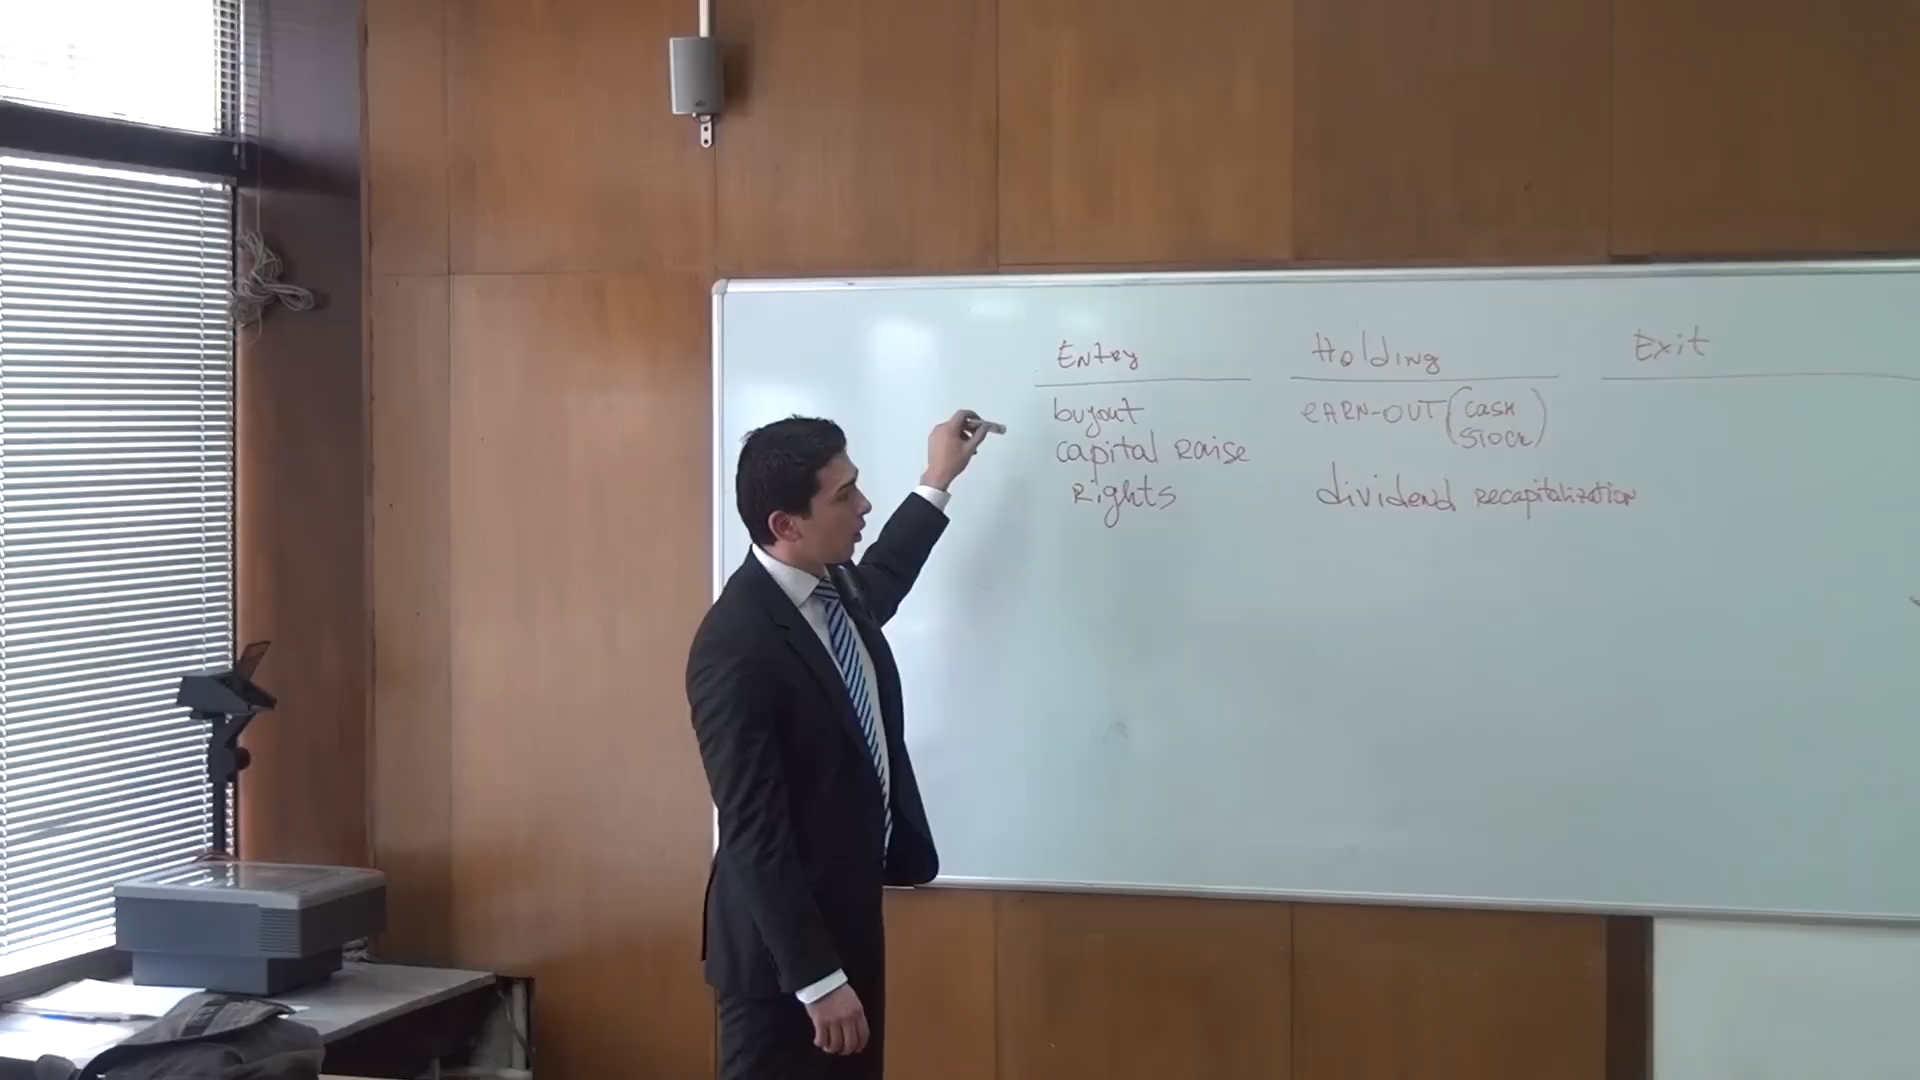 Entry
buyout
capital raise
Rights
Holding
eARN-OUT (cash
stock)
dividend recapitalization
Exit